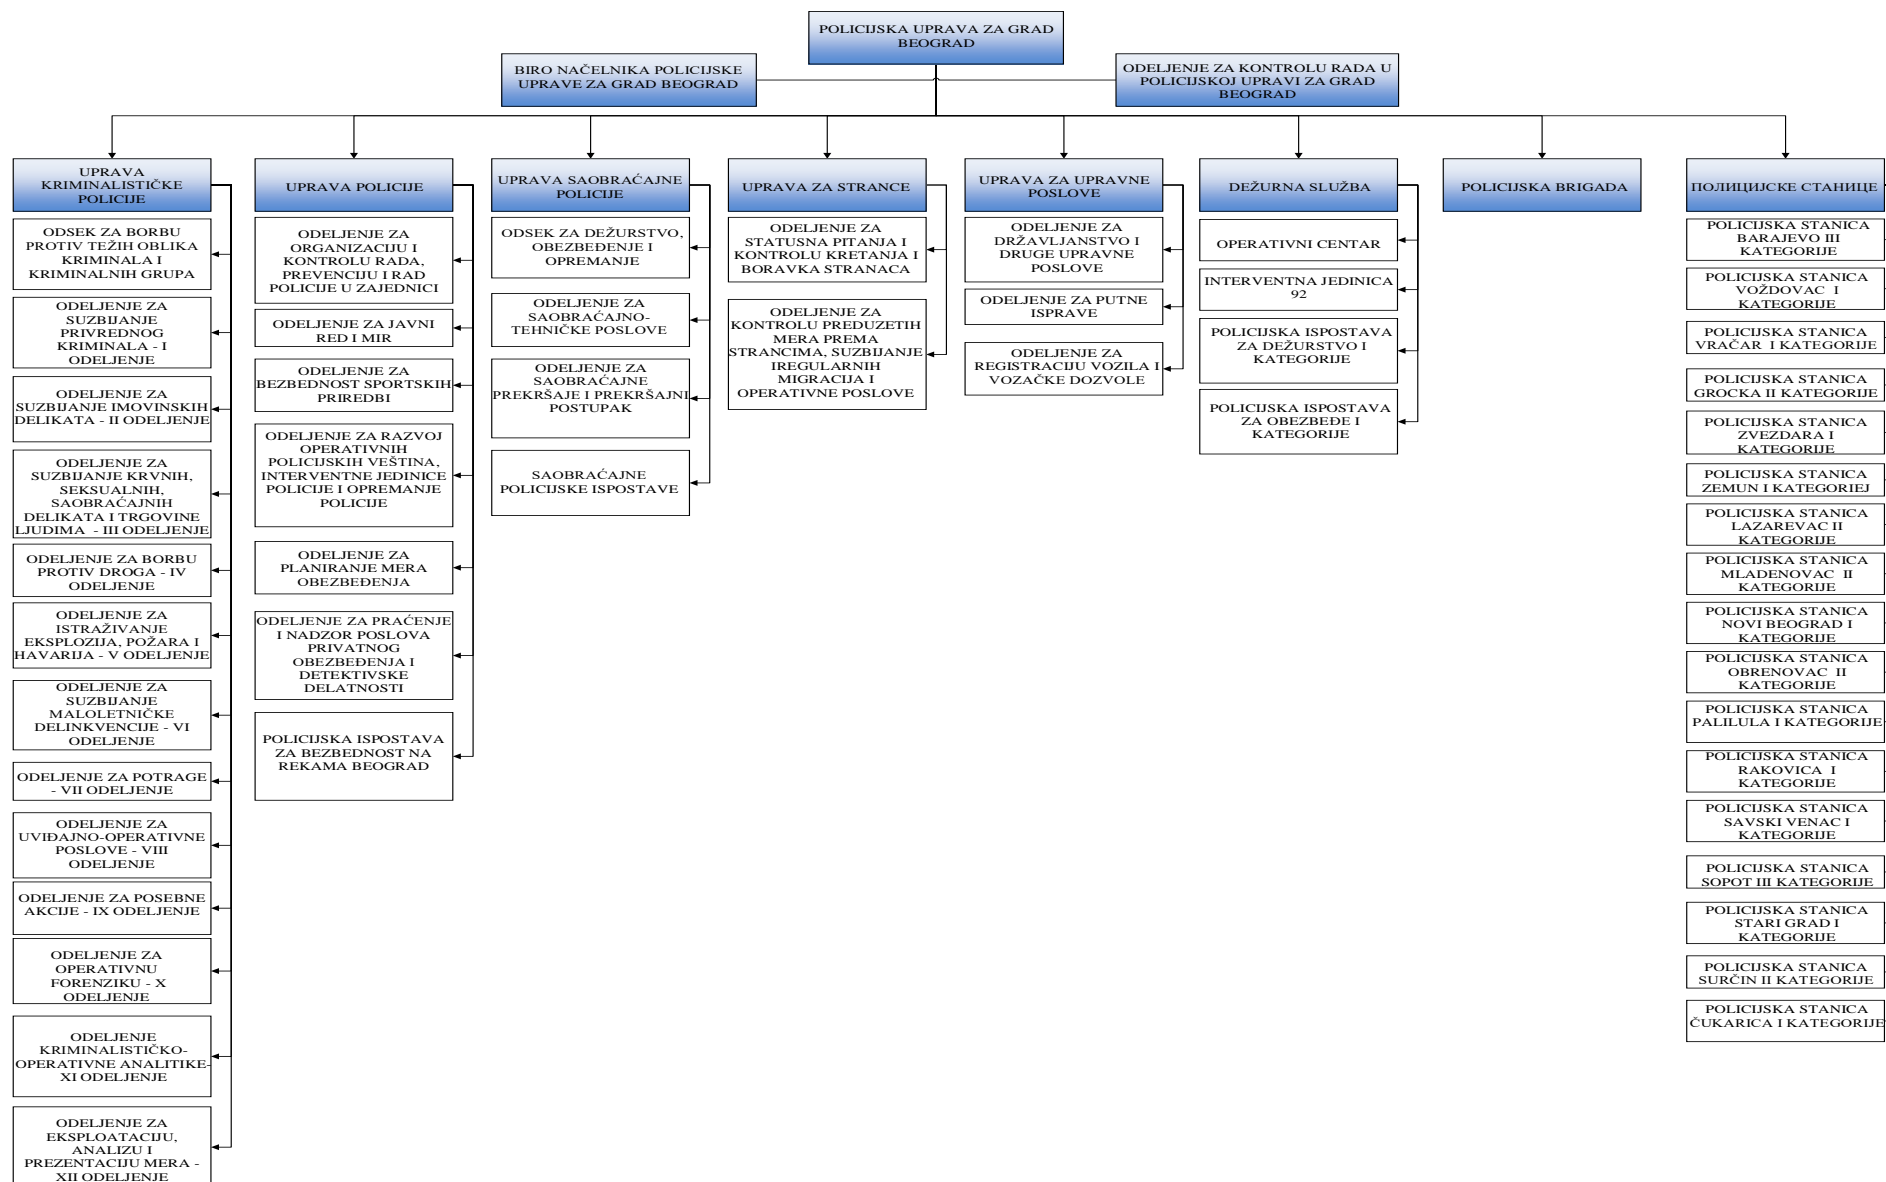 POLICIJSKA UPRAVA ZA GRAD
BEOGRAD
BIRO NAČELNIKA POLICIJSKE
UPRAVE ZA GRAD BEOGRAD
ODELJENJE ZA KONTROLU RADA U
POLICIJSKOJ UPRAVI ZA GRAD
BEOGRAD
UPRAVA
KRIMINALISTIČKE
POLICIJE
ODSEK ZA BORBU
PROTIV TEŽIH OBLIKA
KRIMINALA I
KRIMINALNIH GRUPA
ODELJENJE ZA
SUZBIJANJE
PRIVREDNOG
KRIMINALA - I
ODELJENJE
ODELJENJE ZA
SUZBIJANJE IMOVINSKIH
DELIKATA - II ODELJENJE
ODELJENJE ZA
SUZBIJANJE KRVNIH,
SEKSUALNIH,
SAOBRAĆAJNIH
DELIKATA I TRGOVINE
LJUDIMA - III ODELJENJE
ODELJENJE ZA BORBU
PROTIV DROGA - IV
ODELJENJE
ODELJENJE ZA
ISTRAŽIVANJE
EKSPLOZIJA, POŽARA I
HAVARIJA - V ODELJENJE
ODELJENJE ZA
SUZBIJANJE
MALOLETNIČKE
DELINKVENCIJE - VI
ODELJENJE
ODELJENJE ZA POTRAGE
- VII ODELJENJE
ODELJENJE ZA
UVIĐAJNO-OPERATIVNE
POSLOVE - VIII
ODELJENJE
ODELJENJE ZA POSEBNE
AKCIJE - IX ODELJENJE
ODELJENJE ZA
OPERATIVNU
FORENZIKU - X
ODELJENJE
ODELJENJE
KRIMINALISTIČKO-
OPERATIVNE ANALITIKE-
XI ODELJENJE
ODELJENJE ZA
EKSPLOATACIJU,
ANALIZU I
PREZENTACIJU MERA -
XII ODELJENJE
UPRAVA POLICIJE
ODELJENJE ZA
ORGANIZACIJU I
KONTROLU RADA,
PREVENCIJU I RAD
POLICIJE U ZAJEDNICI
ODELJENJE ZA JAVNI
RED I MIR
ODELJENJE ZA
BEZBEDNOST SPORTSKIH
PRIREDBI
ODELJENJE ZA RAZVOJ
OPERATIVNIH
POLICIJSKIH VEŠTINA,
INTERVENTNE JEDINICE
POLICIJE I OPREMANJE
POLICIJE
ODELJENJE ZA
PLANIRANJE MERA
OBEZBEĐENJA
ODELJENJE ZA PRAĆENJE
I NADZOR POSLOVA
PRIVATNOG
OBEZBEĐENJA I
DETEKTIVSKE
DELATNOSTI
POLICIJSKA ISPOSTAVA
ZA BEZBEDNOST NA
REKAMA BEOGRAD
UPRAVA SAOBRAĆAJNE
POLICIJE
ODSEK ZA DEŽURSTVO,
OBEZBEĐENJE I
OPREMANJE
ODELJENJE ZA
SAOBRAĆAJNO-
TEHNIČKE POSLOVE
ODELJENJE ZA
SAOBRAĆAJNE
PREKRŠAJE I PREKRŠAJNI
POSTUPAK
SAOBRAĆAJNE
POLICIJSKE ISPOSTAVE
UPRAVA ZA STRANCE
ODELJENJE ZA
STATUSNA PITANJA I
KONTROLU KRETANJA I
BORAVKA STRANACA
ODELJENJE ZA
KONTROLU PREDUZETIH
MERA PREMA
STRANCIMA, SUZBIJANJE
IREGULARNIH
MIGRACIJA I
OPERATIVNE POSLOVE
UPRAVA ZA UPRAVNE
POSLOVE
ODELJENJE ZA
DRŽAVLJANSTVO I
DRUGE UPRAVNE
POSLOVE
ODELJENJE ZA PUTNE
ISPRAVE
ODELJENJE ZA
REGISTRACIJU VOZILA I
VOZAČKE DOZVOLE
DEŽURNA SLUŽBA
OPERATIVNI CENTAR
INTERVENTNA JEDINICA
92
POLICIJSKA ISPOSTAVA
ZA DEŽURSTVO I
KATEGORIJE
POLICIJSKA ISPOSTAVA
ZA OBEZBEĐE I
KATEGORIJE
POLICIJSKA BRIGADA
ПОЛИЦИЈСКЕ СТАНИЦЕ
POLICIJSKA STANICA
BARAJEVO III
KATEGORIJE
POLICIJSKA STANICA
VOŽDOVAC I
KATEGORIJE
POLICIJSKA STANICA
VRAČAR I KATEGORIJE
POLICIJSKA STANICA
GROCKA II KATEGORIJE
POLICIJSKA STANICA
ZVEZDARA I
KATEGORIJE
POLICIJSKA STANICA
ZEMUN I KATEGORIEJ
POLICIJSKA STANICA
LAZAREVAC II
KATEGORIJE
POLICIJSKA STANICA
MLADENOVAC II
KATEGORIJE
POLICIJSKA STANICA
NOVI BEOGRAD I
KATEGORIJE
POLICIJSKA STANICA
OBRENOVAC II
KATEGORIJE
POLICIJSKA STANICA
PALILULA I KATEGORIJE
POLICIJSKA STANICA
RAKOVICA I
KATEGORIJE
POLICIJSKA STANICA
SAVSKI VENAC I
KATEGORIJE
POLICIJSKA STANICA
SOPOT III KATEGORIJE
POLICIJSKA STANICA
STARI GRAD I
KATEGORIJE
POLICIJSKA STANICA
SURČIN II KATEGORIJE
POLICIJSKA STANICA
ČUKARICA I KATEGORIJE